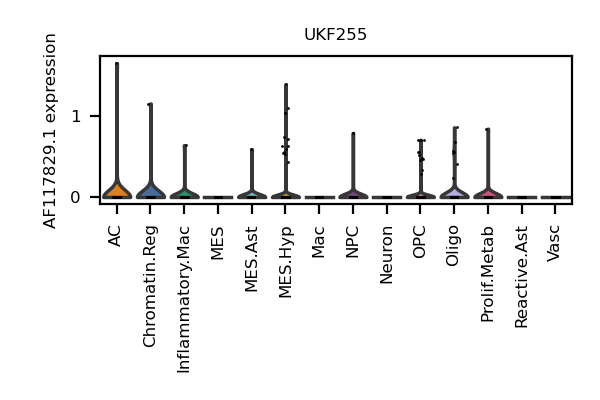 UKF255
AF117829.1 expression
1
0
AC
Chromatin.Reg
Inflammatory.Mac
MES
MES.Ast
MES.Hyp
Mac
NPC
Neuron
OPC
Oligo
Prolif.Metab
Reactive.Ast
Vasc